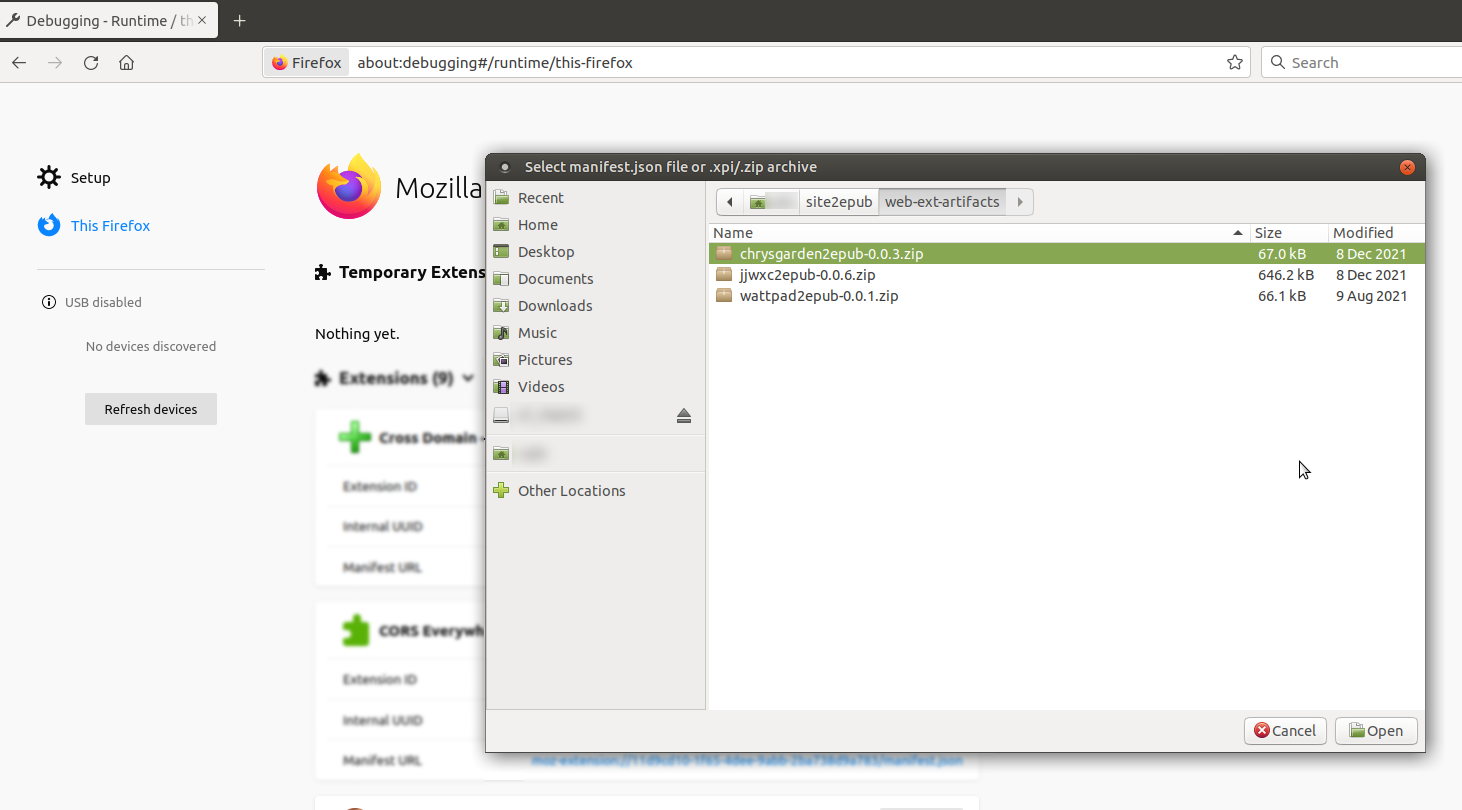 Debugging - Runtime / th
Firefox about:debugging#/runtime/this-firefox Search
Setup
This Firefox
USB disabled
No devices discovered
Refresh devices
Mozilla
Temporary Extens
Nothing yet.
Extensions (9)
Cross Domain -
Extension ID
Internal UUID
Manifest URL
CORS Everywh
Extension ID
Internal UUID
Manifest URL
Select manifest.json file or .xpi/.zip archive
Recent
Home
Desktop
Documents
Downloads
Music
Pictures
Videos
Other Locations
site2epub web-ext-artifacts
Name Size Modified
chrysgarden2epub-0.0.3.zip 67.0 kB 8 Dec 2021
jjwxc2epub-0.0.6.zip 646.2 kB 8 Dec 2021
wattpad2epub-0.0.1.zip 66.1 kB 9 Aug 2021
Cancel Open